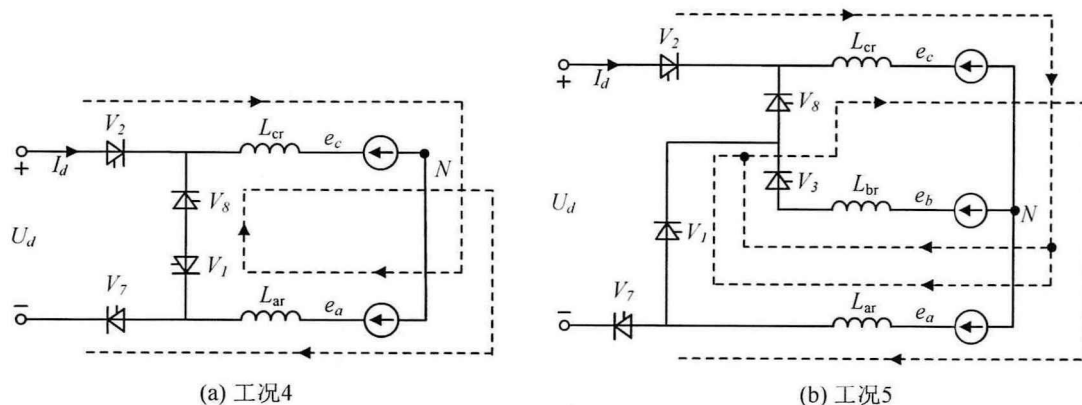 V2
Lcr
ec
+
Id
N
V8
Ud
V1
V7
Lar
ea
−
(a) 工况4
V2
Lcr
ec
+
Id
V8
V3
Lbr
eb
N
Ud
V1
V7
Lar
ea
−
(b) 工况5